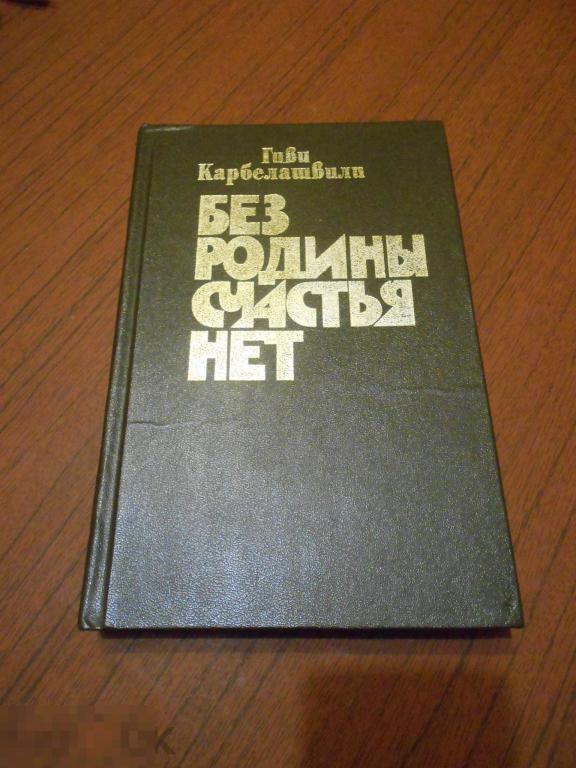 Гиви
Карбелашвили
БЕЗ
РОДИНЫ
СЧАСТЬЯ
НЕТ